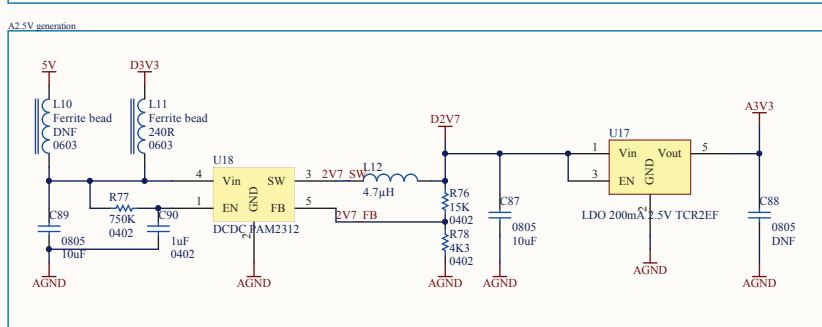 A2.5V generation
5V
D3V3
L10
Ferrite bead
DNF
0603
L11
Ferrite bead
240R
0603
U18
4
Vin
SW
3
2V7_SW
1
EN
FB
5
2V7_FB
GND
2
DCDC PAM2312
R77
750K
0402
C90
1uF
0402
C89
0805
10uF
AGND
AGND
L12
4.7µH
D2V7
R76
15K
0402
R78
4K3
0402
AGND
C87
0805
10uF
AGND
U17
1
Vin
Vout
5
3
EN
GND
2
LDO 200mA 2.5V TCR2EF
AGND
A3V3
C88
0805
DNF
AGND